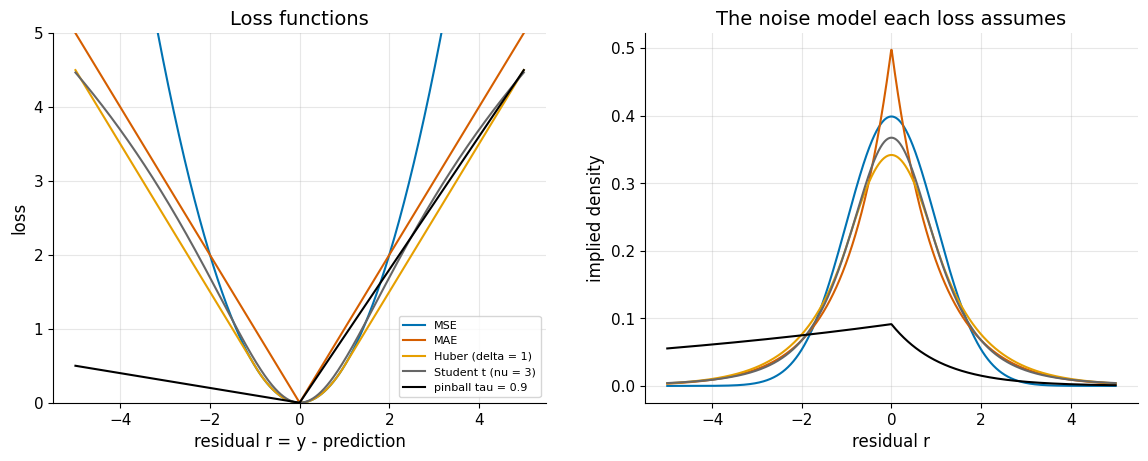 Loss functions
5
4
3
2
1
0
loss
−4
−2
0
2
4
residual r = y - prediction
MSE
MAE
Huber (delta = 1)
Student t (nu = 3)
pinball tau = 0.9
The noise model each loss assumes
0.5
0.4
0.3
0.2
0.1
0.0
implied density
−4
−2
0
2
4
residual r